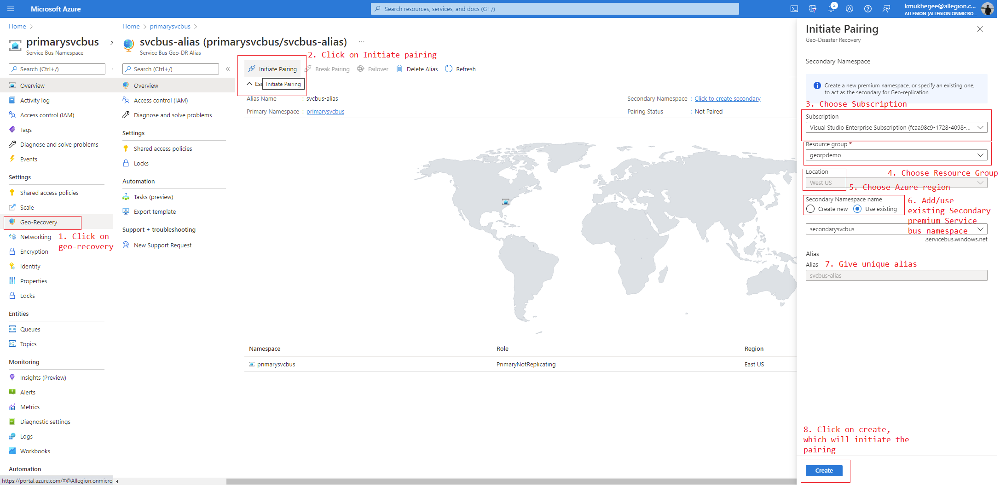 Microsoft Azure
Search resources, services, and docs (G+/)
2
kmukherjee@allegion.c...
ALLEGION (ALLEGION.ONMICRO...
Home
primarysvcbus
Service Bus Namespace
Search (Ctrl+/)
Overview
Activity log
Access control (IAM)
Tags
Diagnose and solve problems
Events
Settings
Shared access policies
Scale
Geo-Recovery
Networking
1. Click on
geo-recovery
Encryption
Identity
Properties
Locks
Entities
Queues
Topics
Monitoring
Insights (Preview)
Alerts
Metrics
Diagnostic settings
Logs
Workbooks
Automation
https://portal.azure.com/#@Allegion.onmicros
Home
primarysvcbus
svcbus-alias (primarysvcbus/svcbus-alias)
...
Service Bus Geo-DR Alias
Search (Ctrl+/)
«
Overview
Access control (IAM)
Diagnose and solve problems
Settings
Shared access policies
Locks
Automation
Tasks (preview)
Export template
Support + troubleshooting
New Support Request
2. Click on Initiate pairing
Initiate Pairing
Break Pairing
Failover
Delete Alias
Refresh
Ess
Initiate Pairing
Alias Name : svcbus-alias
Secondary Namespace : Click to create secondary
Primary Namespace : primarysvcbus
Pairing Status : Not Paired
Namespace Role Region
primarysvcbus PrimaryNotReplicating East US
Initiate Pairing
Geo-Disaster Recovery
Secondary Namespace
Create a new premium namespace, or specify an existing one,
to act as the secondary for Geo-replication
3. Choose Subscription
Subscription
Visual Studio Enterprise Subscription (fcaa98c9-1728-4098-...
Resource group *
georpdemo
Location
4. Choose Resource Group
West US
5. Choose Azure region
Secondary Namespace name
Create new
Use existing
6. Add/use
existing Secondary
premium Service
bus namespace
secondarysvcbus
.servicebus.windows.net
Alias
Alias
7. Give unique alias
svcbus-alias
8. Click on create,
which will initiate the
pairing
Create